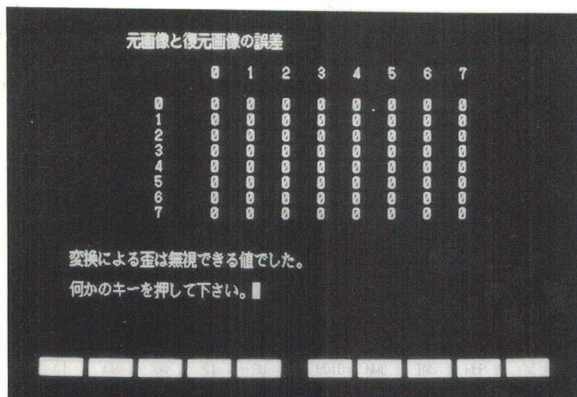 元画像と復元画像の誤差
0 1 2 3 4 5 6 7
0 0 0 0 0 0 0 0 0
1 0 0 0 0 0 0 0 0
2 0 0 0 0 0 0 0 0
3 0 0 0 0 0 0 0 0
4 0 0 0 0 0 0 0 0
5 0 0 0 0 0 0 0 0
6 0 0 0 0 0 0 0 0
7 0 0 0 0 0 0 0 0
変換による歪は無視できる値でした。
何かのキーを押して下さい。